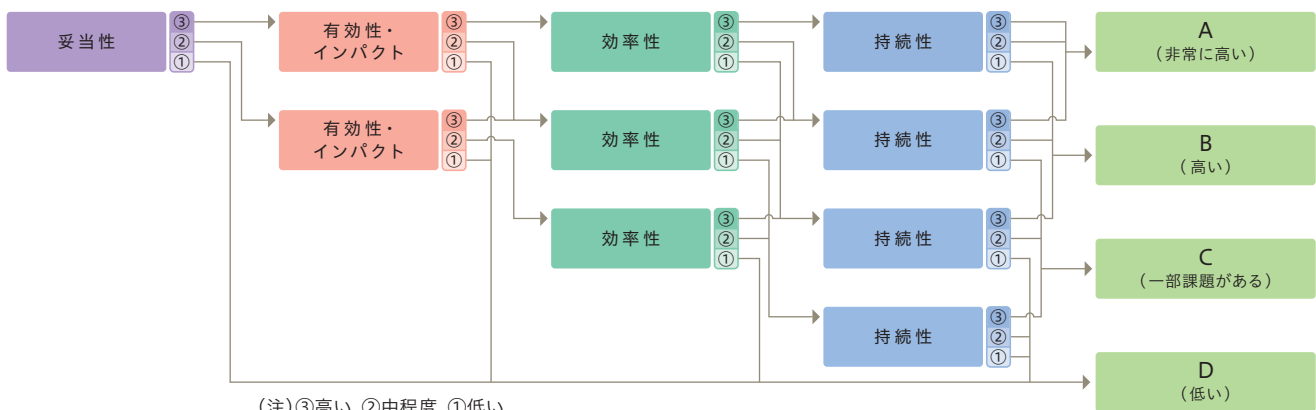 妥当性
③
②
①
有効性・
インパクト
③
②
①
効率性
③
②
①
持続性
③
②
①
A
(非常に高い)
有効性・
インパクト
③
②
①
効率性
③
②
①
持続性
③
②
①
B
(高い)
効率性
③
②
①
持続性
③
②
①
C
(一部課題がある)
持続性
③
②
①
D
(低い)
(注)③高い、②中程度、①低い